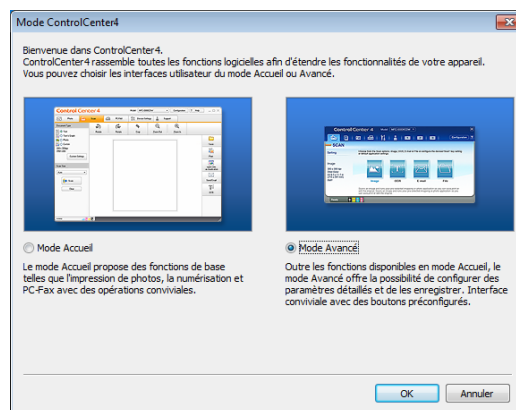 Mode ControlCenter4
Bienvenue dans ControlCenter4.
ControlCenter4 rassemble toutes les fonctions logicielles afin d'étendre les fonctionnalités de votre appareil.
Vous pouvez choisir les interfaces utilisateur du mode Accueil ou Avancé.
ControlCenter4
ControlCenter4
SCAN
Mode Accueil
Le mode Accueil propose des fonctions de base
telles que l'impression de photos, la numérisation et
PC-Fax avec des opérations conviviales.
Mode Avancé
Outre les fonctions disponibles en mode Accueil, le
mode Avancé offre la possibilité de configurer des
paramètres détaillés et de les enregistrer. Interface
conviviale avec des boutons préconfigurés.
OK
Annuler